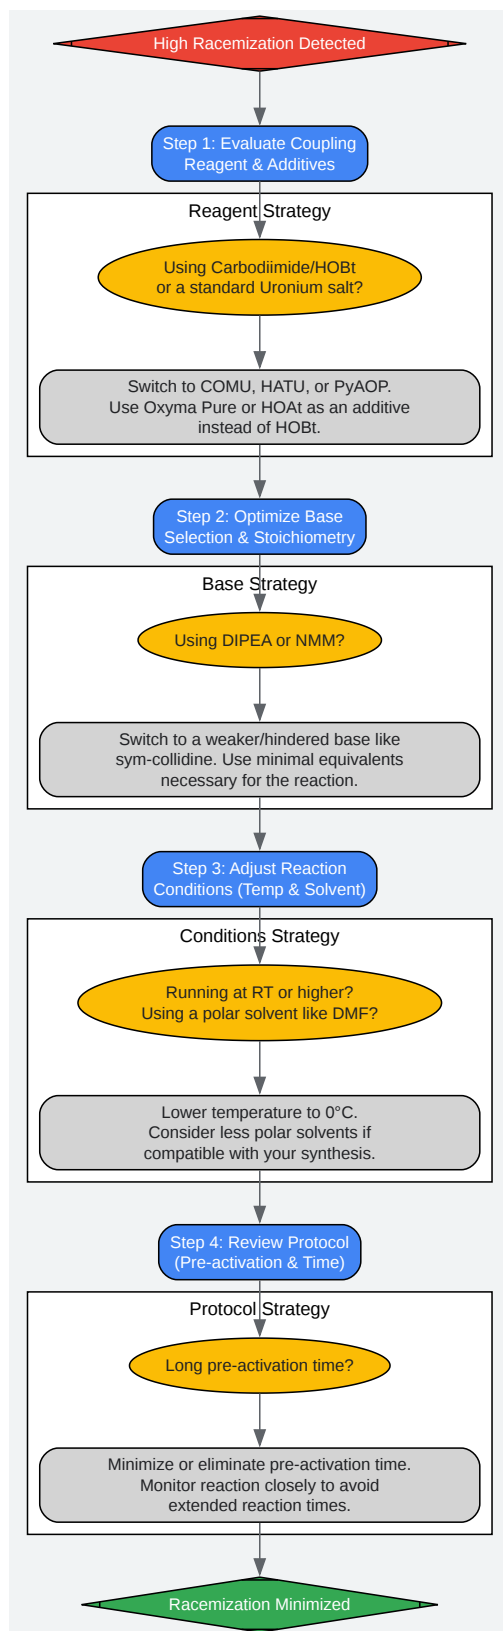 High Racemization Detected
Step 1: Evaluate Coupling
Reagent & Additives
Reagent Strategy
Using Carbodiimide/HOBt
or a standard Uronium salt?
Switch to COMU, HATU, or PyAOP.
Use Oxyma Pure or HOAt as an additive
instead of HOBt.
Step 2: Optimize Base
Selection & Stoichiometry
Base Strategy
Using DIPEA or NMM?
Switch to a weaker/hindered base like
sym-collidine. Use minimal equivalents
necessary for the reaction.
Step 3: Adjust Reaction
Conditions (Temp & Solvent)
Conditions Strategy
Running at RT or higher?
Using a polar solvent like DMF?
Lower temperature to 0°C.
Consider less polar solvents if
compatible with your synthesis.
Step 4: Review Protocol
(Pre-activation & Time)
Protocol Strategy
Long pre-activation time?
Minimize or eliminate pre-activation time.
Monitor reaction closely to avoid
extended reaction times.
Racemization Minimized